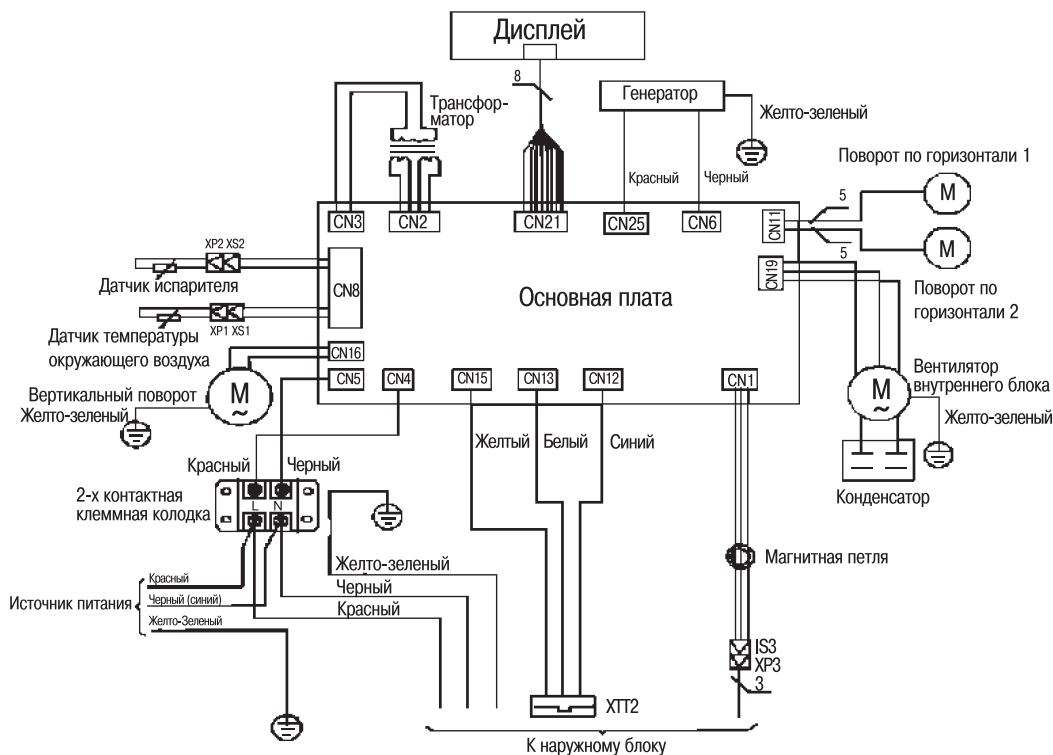 Дисплей
8
Трансфор-
матор
Генератор
Желто-зеленый
Красный
Черный
Поворот по горизонтали 1
M
5
M
5
Поворот по
горизонтали 2
CN3
CN2
CN21
CN25
CN6
CN11
CN19
CN8
XP2 XS2
Датчик испарителя
XP1 XS1
Датчик температуры
окружающего воздуха
Основная плата
CN16
CN5
CN4
CN15
CN13
CN12
CN1
M
~
Вертикальный поворот
Желто-зеленый
M
~
Вентилятор
внутреннего блока
Желто-зеленый
Конденсатор
Желтый
Белый
Синий
Красный
Черный
2-х контактная
клеммная колодка
L
N
Желто-зеленый
Черный
Красный
Магнитная петля
Источник питания
Красный
Черный (синий)
Желто-Зеленый
IS3
XP3
3
XTT2
К наружному блоку